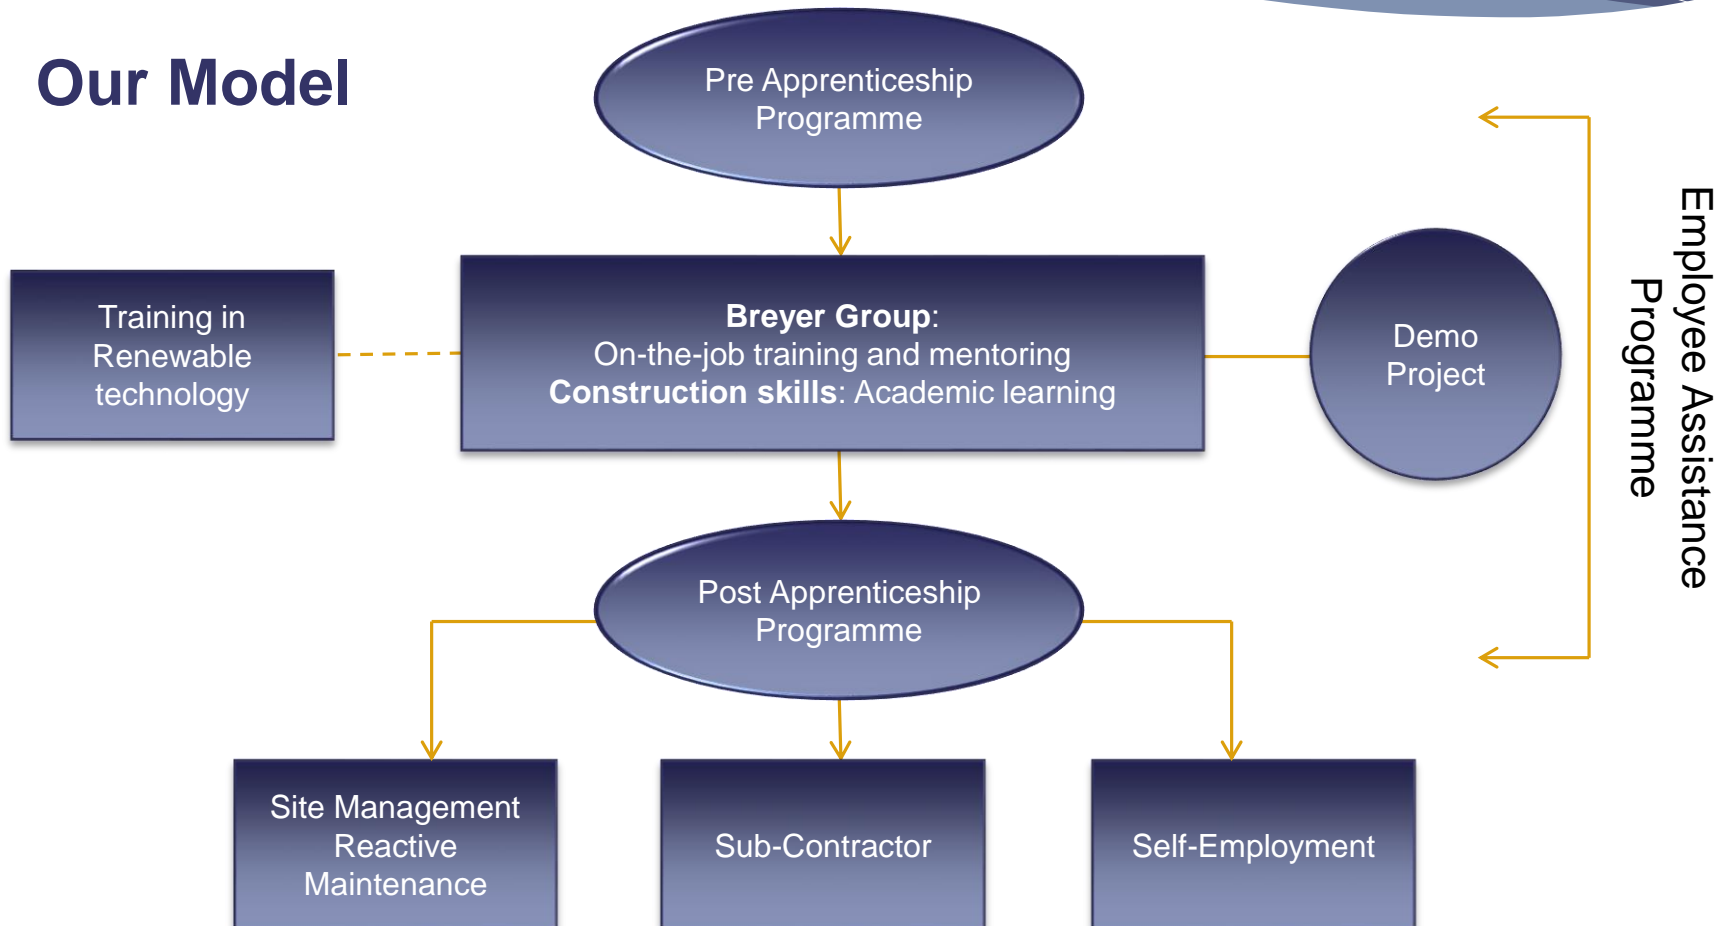 Our Model
Pre Apprenticeship
Programme
Training in
Renewable
technology
Breyer Group:
On-the-job training and mentoring
Construction skills: Academic learning
Demo
Project
Employee Assistance
Programme
Post Apprenticeship
Programme
Site Management
Reactive
Maintenance
Sub-Contractor
Self-Employment